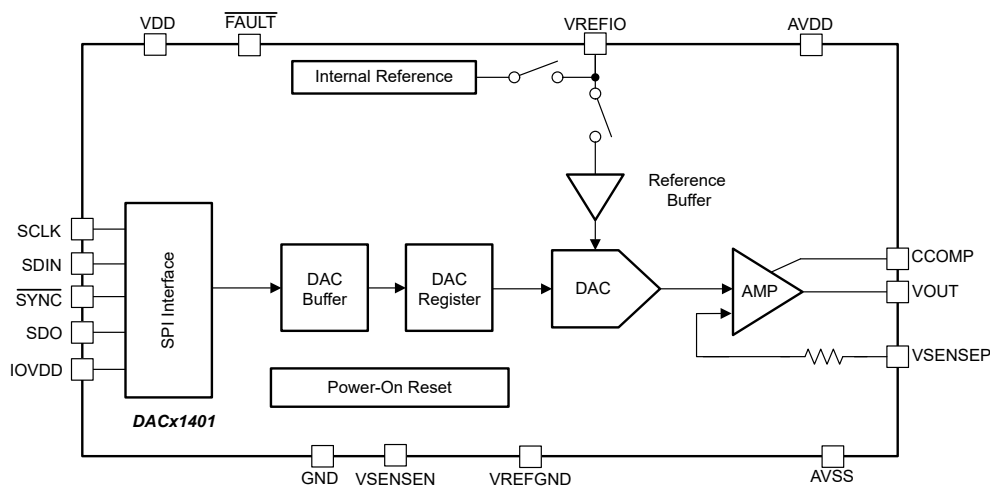 VDD
FAULT
VREFIO
AVDD
Internal Reference
Reference
Buffer
SCLK
SDIN
SYNC
SDO
IOVDD
SPI Interface
DAC
Buffer
DAC
Register
DAC
AMP
CCOMP
VOUT
VSENSEP
Power-On Reset
DACx1401
GND
VSENSEN
VREFGND
AVSS